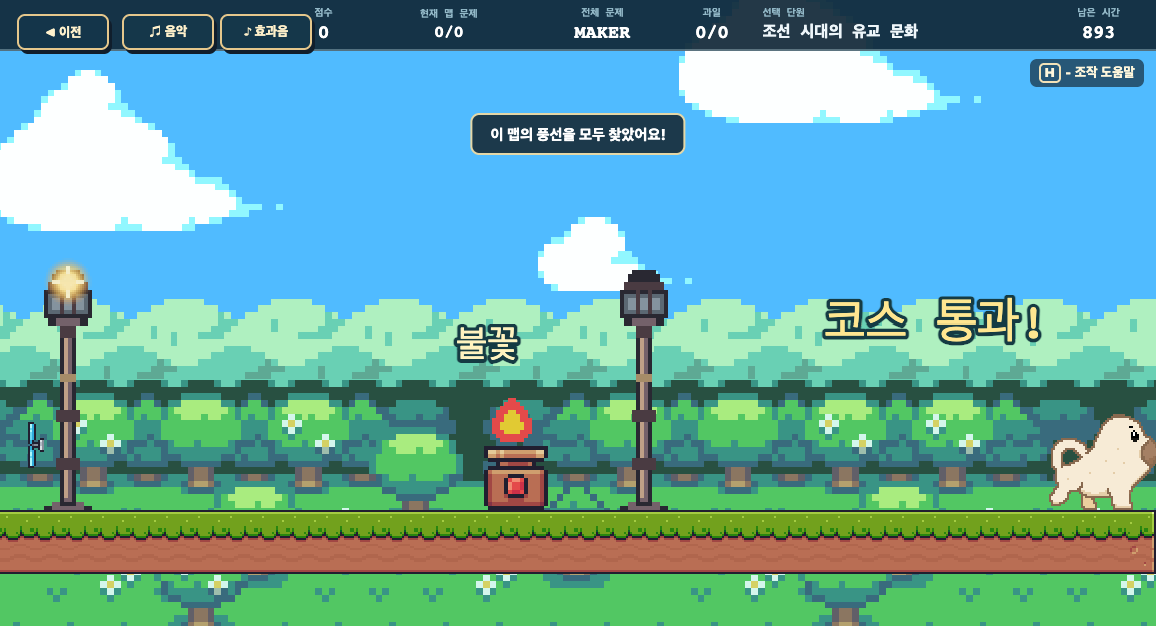 ◀ 이전
♫ 음악
♪ 효과음
점수
0
현재 맵 문제
0/0
전체 문제
MAKER
과일
0/0
선택 단원
조선 시대의 유교 문화
남은 시간
893
H - 조작 도움말
이 맵의 풍선을 모두 찾았어요!
코스 통과!
불꽃